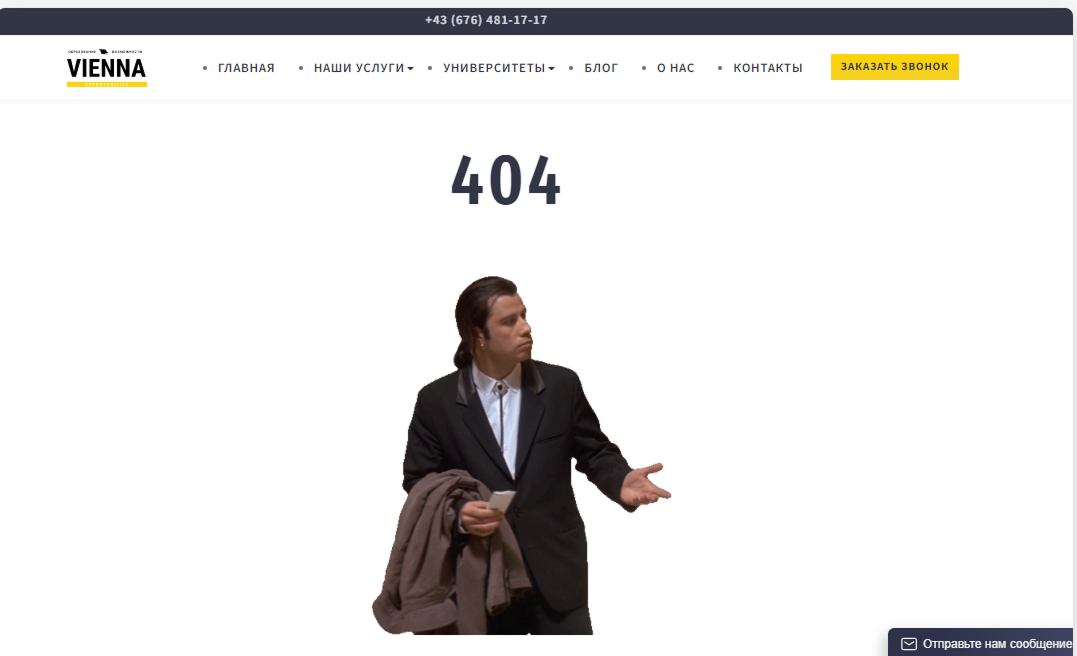 +43 (676) 481-17-17
ОБРАЗОВАНИЕ ВОЗМОЖНОСТИ
VIENNA
OPPORTUNITIES
ГЛАВНАЯ НАШИ УСЛУГИ УНИВЕРСИТЕТЫ БЛОГ О НАС КОНТАКТЫ ЗАКАЗАТЬ ЗВОНОК
404
Отправьте нам сообщение